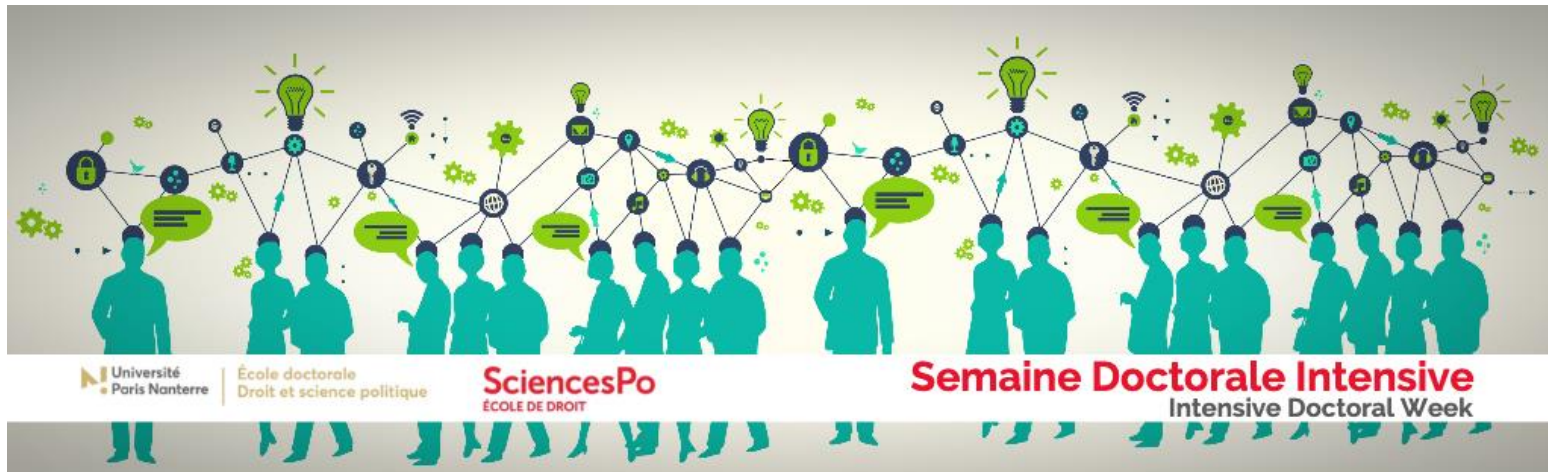 Université
Paris Nanterre
École doctorale
Droit et science politique
SciencesPo
ÉCOLE DE DROIT
Semaine Doctorale Intensive
Intensive Doctoral Week